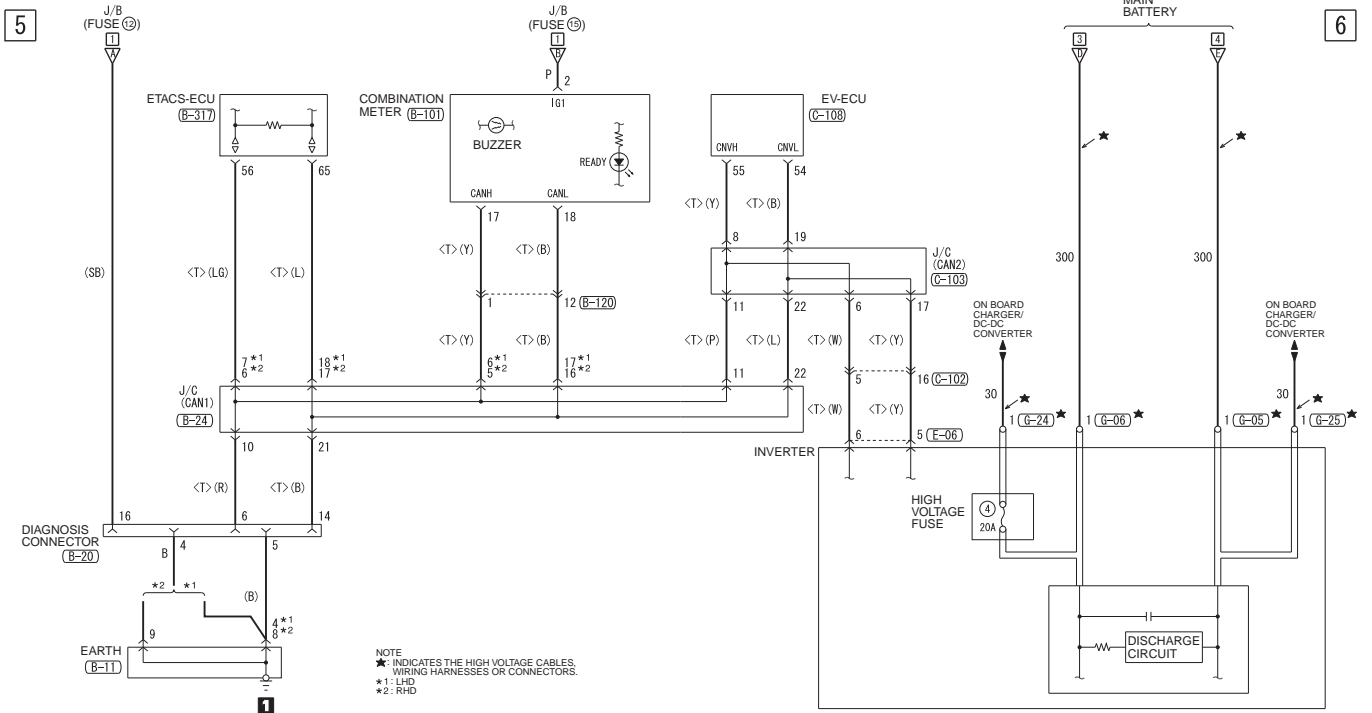 5
J/B
(FUSE ⑫)
1
A
J/B
(FUSE ⑮)
1
B
P 2
MAIN
BATTERY
3
D
4
E
6
ETACS-ECU
(B-317)
56 65
COMBINATION
METER (B-101)
IG1
BUZZER
READY
CANH CANL
17 18
EV-ECU
(C-108)
CNVH CNVL
55 54
<T>(Y) <T>(B)
8 19
J/C
(CAN2)
(C-103)
(SB)
<T>(LG) <T>(L)
<T>(Y) <T>(B)
1 12 (B-120)
<T>(Y) <T>(B)
11 22 6 17
<T>(P) <T>(L) <T>(W) <T>(Y)
5 16 (C-102)
<T>(W) <T>(Y)
6 5 (E-06)
★ ★
300 300
ON BOARD
CHARGER/
DC-DC
CONVERTER
30 ★
ON BOARD
CHARGER/
DC-DC
CONVERTER
30 ★
1 (G-24)★ 1 (G-06)★ 1 (G-05)★ 1 (G-25)★
7*1 18*1
6*2 17*2
6*1 17*1
5*2 16*2
11 22
J/C
(CAN1)
(B-24)
10 21
<T>(R) <T>(B)
INVERTER
HIGH
VOLTAGE
FUSE
④
20A
DISCHARGE
CIRCUIT
16 6 14
DIAGNOSIS
CONNECTOR
(B-20)
4 5
B
*2 *1
(B)
9
4*1
8*2
EARTH
(B-11)
1
NOTE
★: INDICATES THE HIGH VOLTAGE CABLES,
WIRING HARNESSES OR CONNECTORS.
*1: LHD
*2: RHD